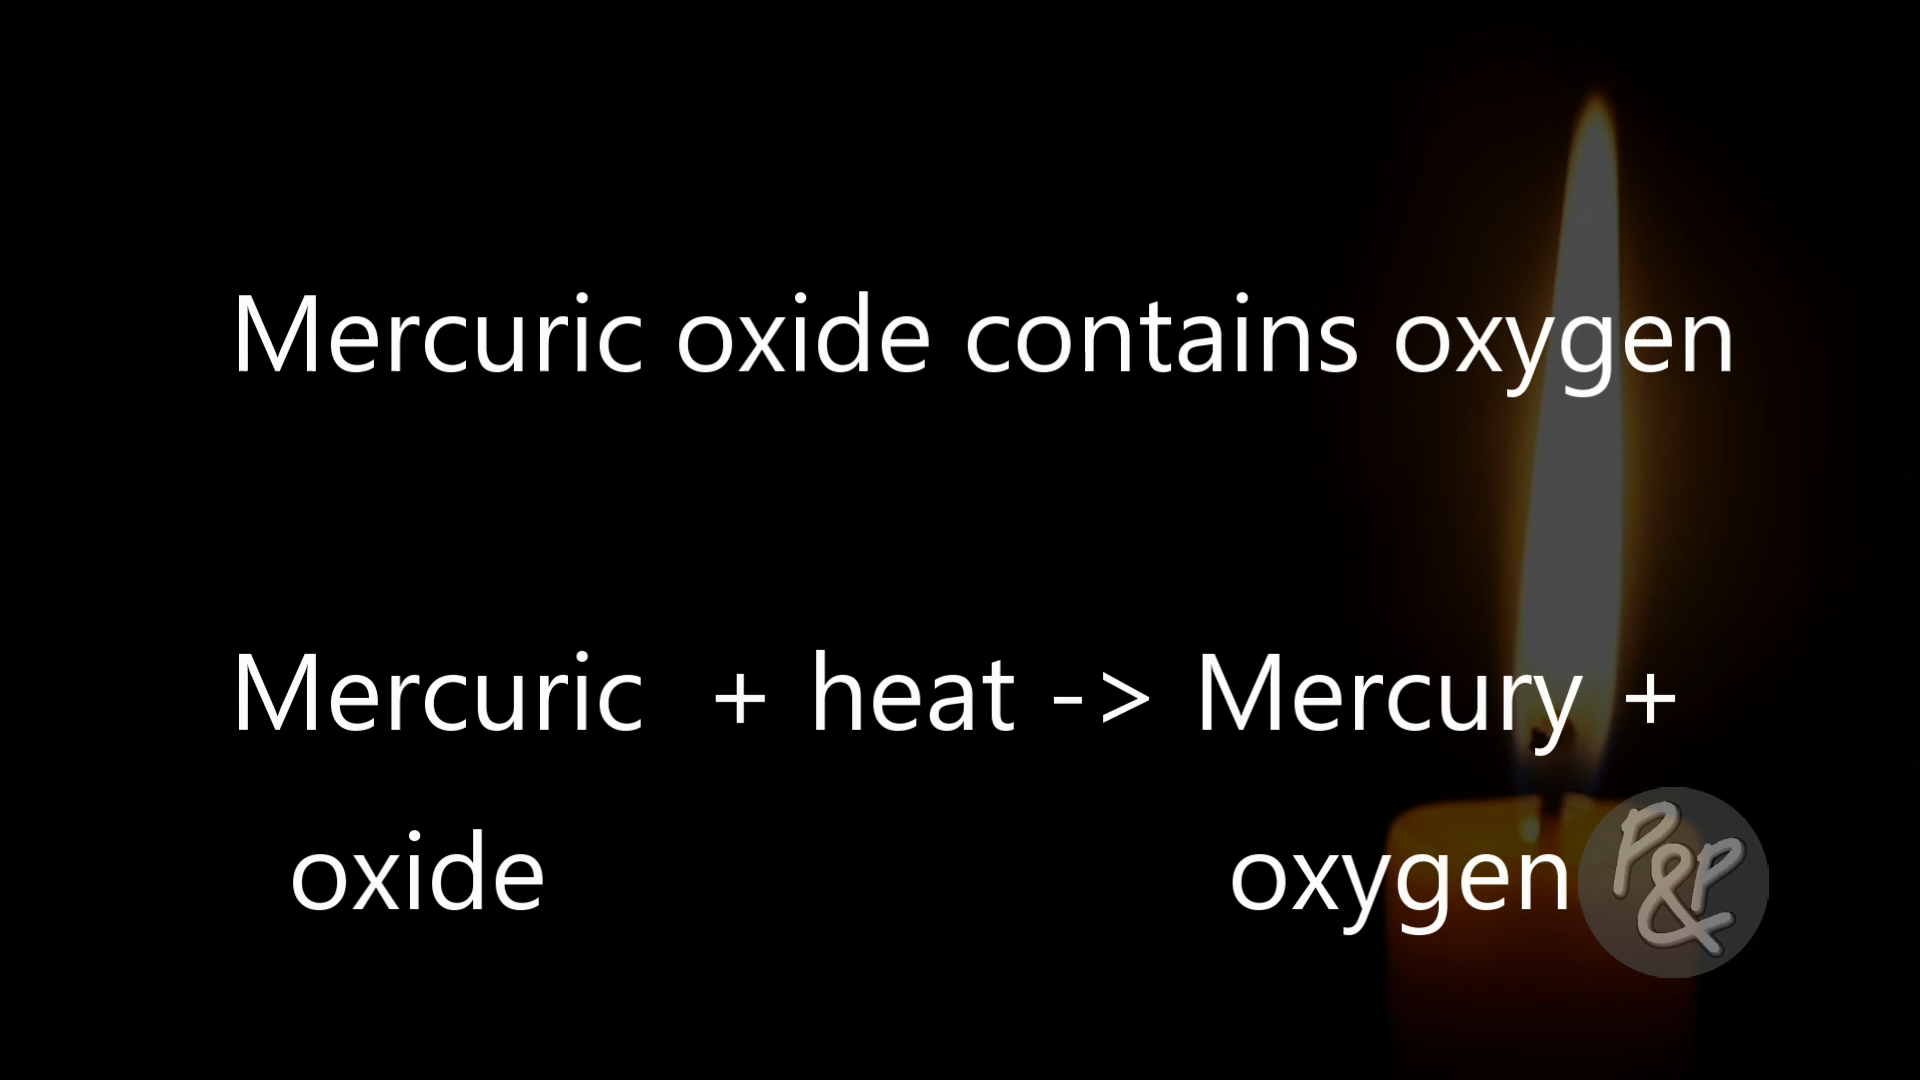 Mercuric oxide contains oxygen
Mercuric + heat -> Mercury +
oxide oxygen
P&P